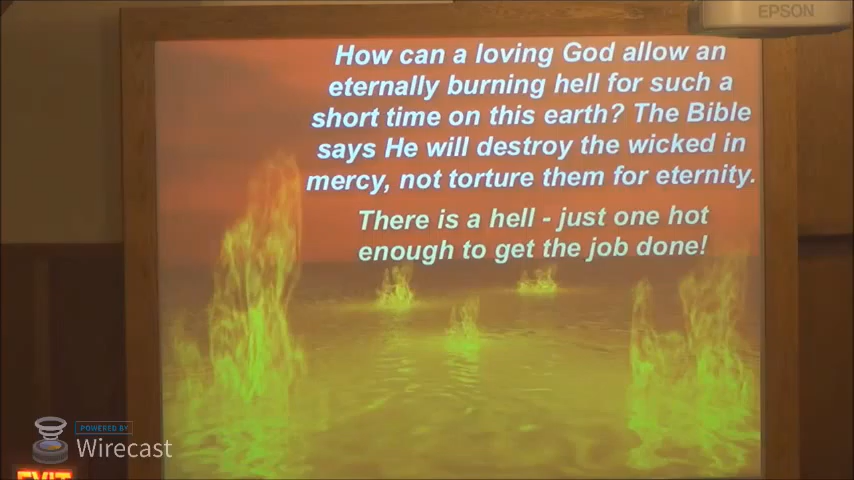 EPSON
How can a loving God allow an
eternally burning hell for such a
short time on this earth? The Bible
says He will destroy the wicked in
mercy, not torture them for eternity.
There is a hell - just one hot
enough to get the job done!
POWERED BY
Wirecast
EXIT